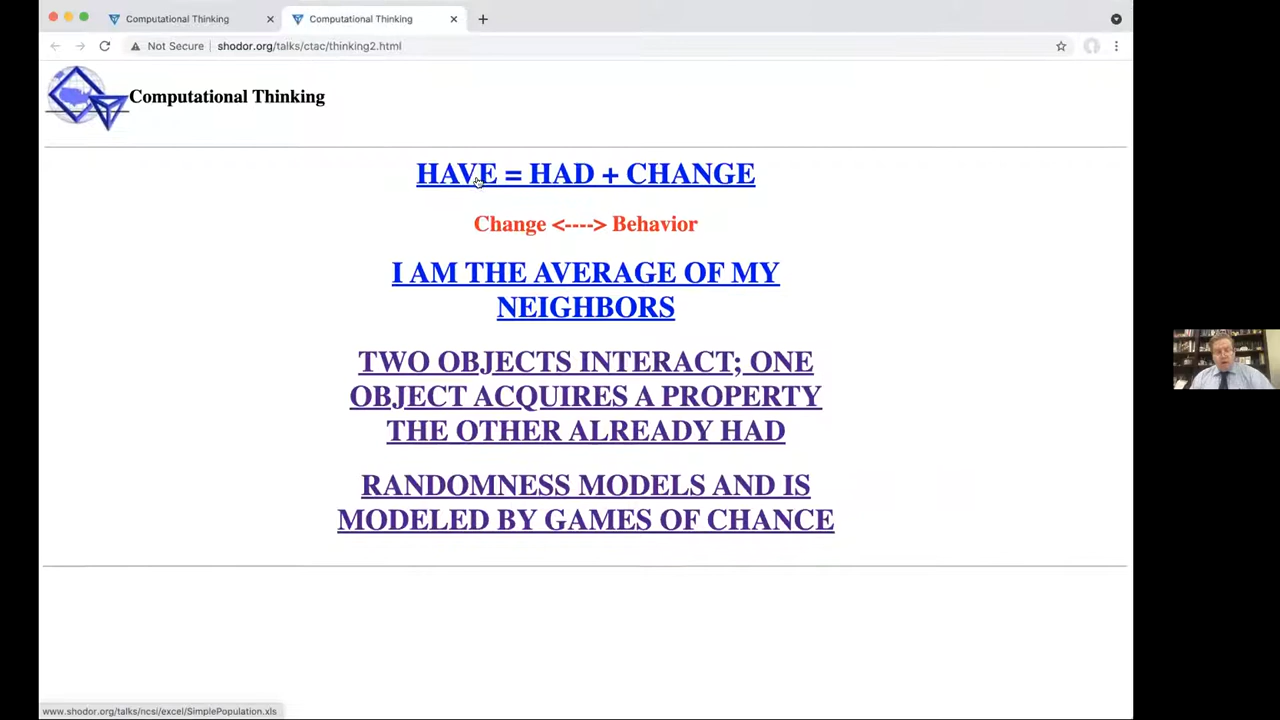 Computational Thinking
Computational Thinking
Not Secure
shodor.org/talks/ctac/thinking2.html
Computational Thinking
HAVE = HAD + CHANGE
Change <----> Behavior
I AM THE AVERAGE OF MY
NEIGHBORS
TWO OBJECTS INTERACT; ONE
OBJECT ACQUIRES A PROPERTY
THE OTHER ALREADY HAD
RANDOMNESS MODELS AND IS
MODELED BY GAMES OF CHANCE
www.shodor.org/talks/ncsi/excel/SimplePopulation.xls